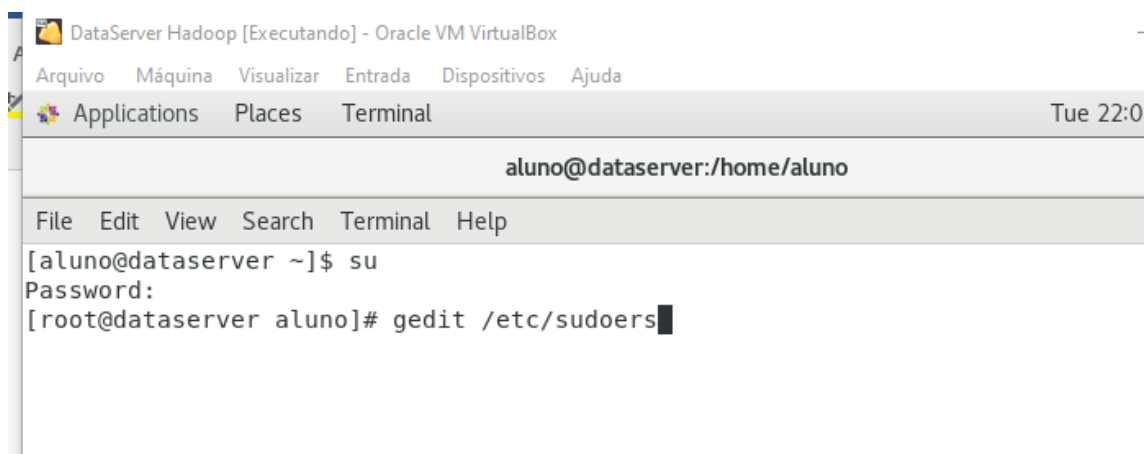 DataServer Hadoop [Executando] - Oracle VM VirtualBox
Arquivo Máquina Visualizar Entrada Dispositivos Ajuda
Applications Places Terminal Tue 22:0
aluno@dataserver:/home/aluno
File Edit View Search Terminal Help
[aluno@dataserver ~]$ su
Password:
[root@dataserver aluno]# gedit /etc/sudoers